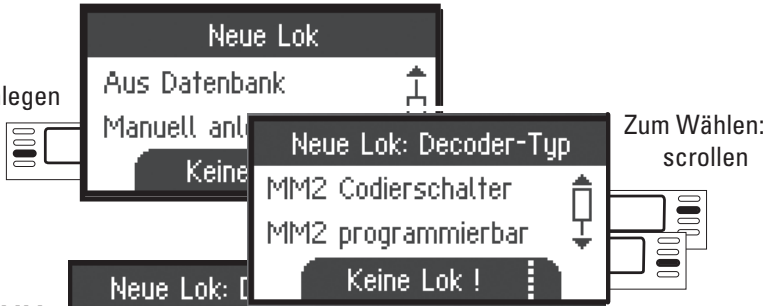 Neue Lok
Aus Datenbank
legen
Manuell
Keine
Neue Lok: Decoder-Typ
MM2 Codierschalter
MM2 programmierbar
Keine Lok !
Zum Wählen:
scrollen
Neue Lok: